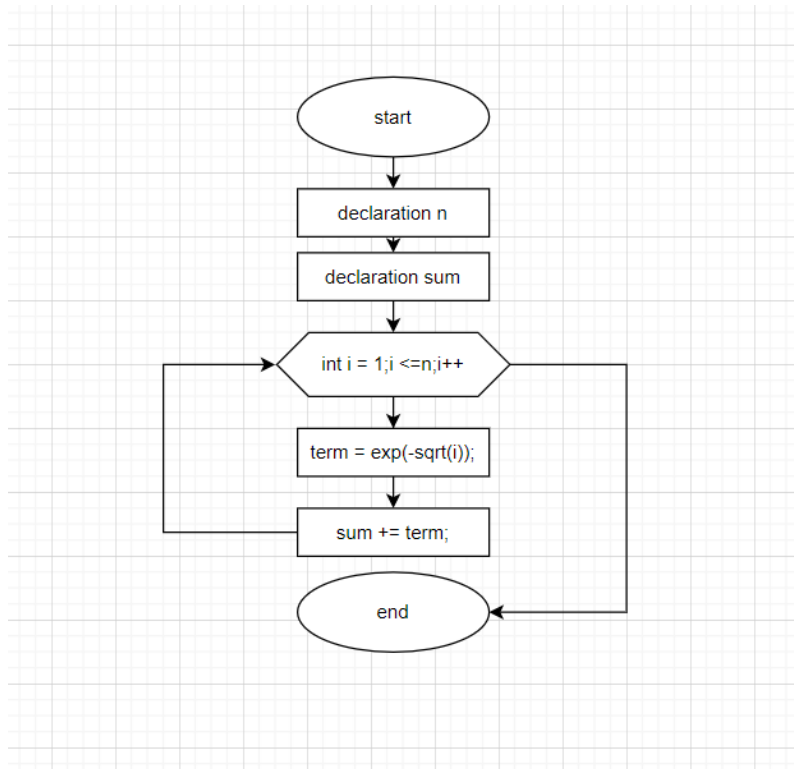 start
declaration n
declaration sum
int i = 1;i <=n;i++
term = exp(-sqrt(i));
sum += term;
end